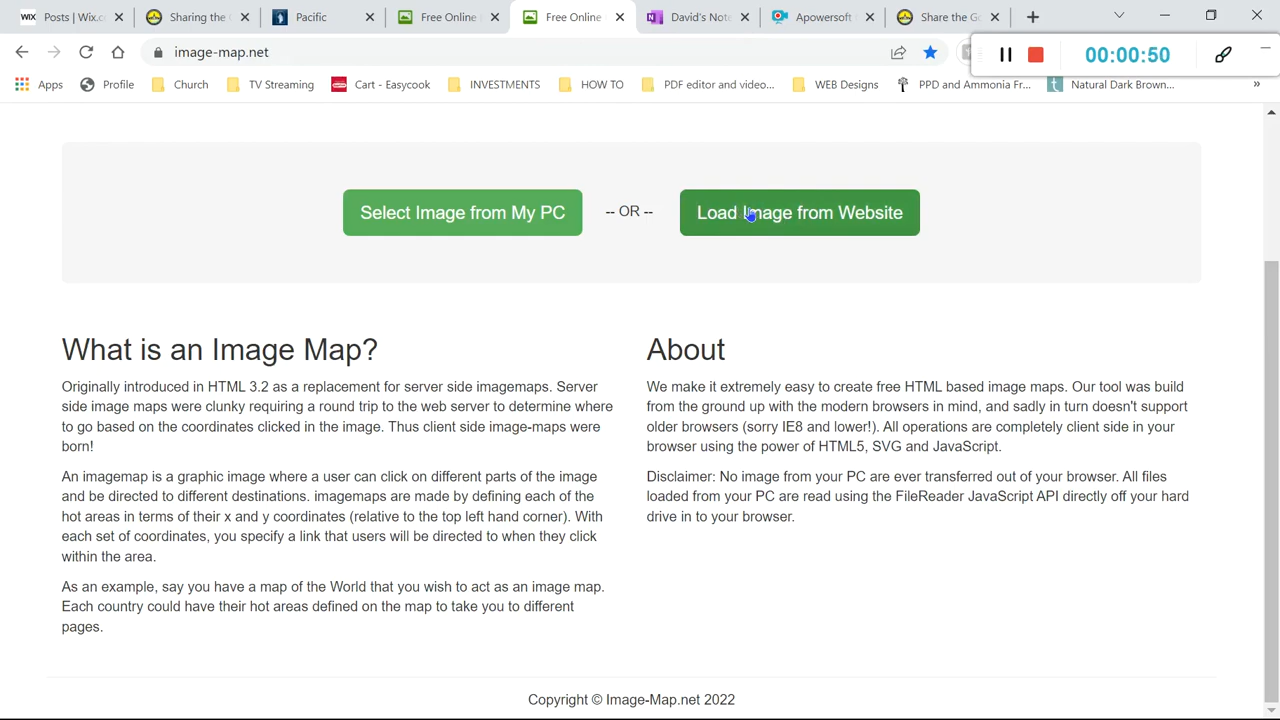 WIX Posts | Wix.c
Sharing the
Pacific
Free Online
Free Online
David's Not
Apowersoft
Share the G
image-map.net
00:00:50
Apps
Profile
Church
TV Streaming
Cart - Easycook
INVESTMENTS
HOW TO
PDF editor and video...
WEB Designs
PPD and Ammonia Fr...
Natural Dark Brown...
»
Select Image from My PC
-- OR --
Load Image from Website
What is an Image Map?
Originally introduced in HTML 3.2 as a replacement for server side imagemaps. Server
side image maps were clunky requiring a round trip to the web server to determine where
to go based on the coordinates clicked in the image. Thus client side image-maps were
born!
An imagemap is a graphic image where a user can click on different parts of the image
and be directed to different destinations. imagemaps are made by defining each of the
hot areas in terms of their x and y coordinates (relative to the top left hand corner). With
each set of coordinates, you specify a link that users will be directed to when they click
within the area.
As an example, say you have a map of the World that you wish to act as an image map.
Each country could have their hot areas defined on the map to take you to different
pages.
About
We make it extremely easy to create free HTML based image maps. Our tool was build
from the ground up with the modern browsers in mind, and sadly in turn doesn't support
older browsers (sorry IE8 and lower!). All operations are completely client side in your
browser using the power of HTML5, SVG and JavaScript.
Disclaimer: No image from your PC are ever transferred out of your browser. All files
loaded from your PC are read using the FileReader JavaScript API directly off your hard
drive in to your browser.
Copyright © Image-Map.net 2022